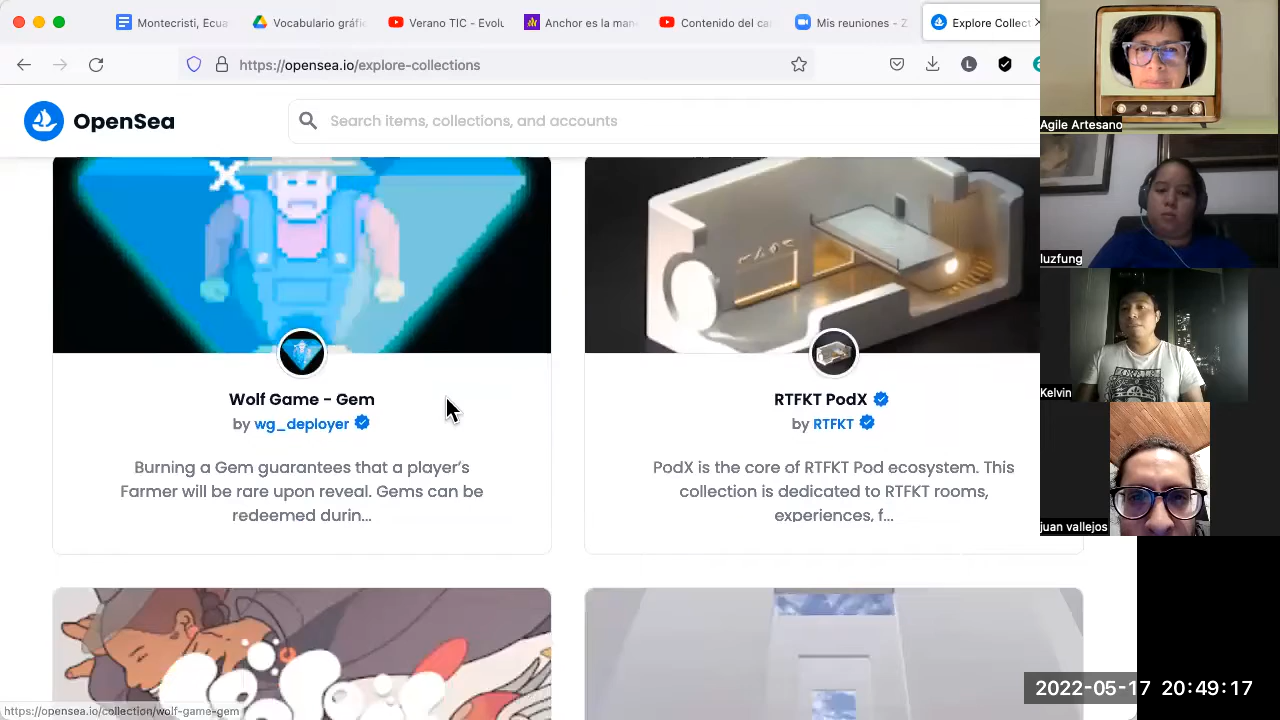 Montecristi, Ecua
Vocabulario gráfi
Verano TIC - Evolu
Anchor es la man
Contenido del ca
Mis reuniones - Z
Explore Collect
https://opensea.io/explore-collections
L
OpenSea
Search items, collections, and accounts
X
Wolf Game - Gem
by wg_deployer
Burning a Gem guarantees that a player's
Farmer will be rare upon reveal. Gems can be
redeemed durin...
RTFKT PodX
by RTFKT
PodX is the core of RTFKT Pod ecosystem. This
collection is dedicated to RTFKT rooms,
experiences, f...
https://opensea.io/collection/wolf-game-gem
Agile Artesano
luzfung
Kelvin
juan vallejos
2022-05-17 20:49:17